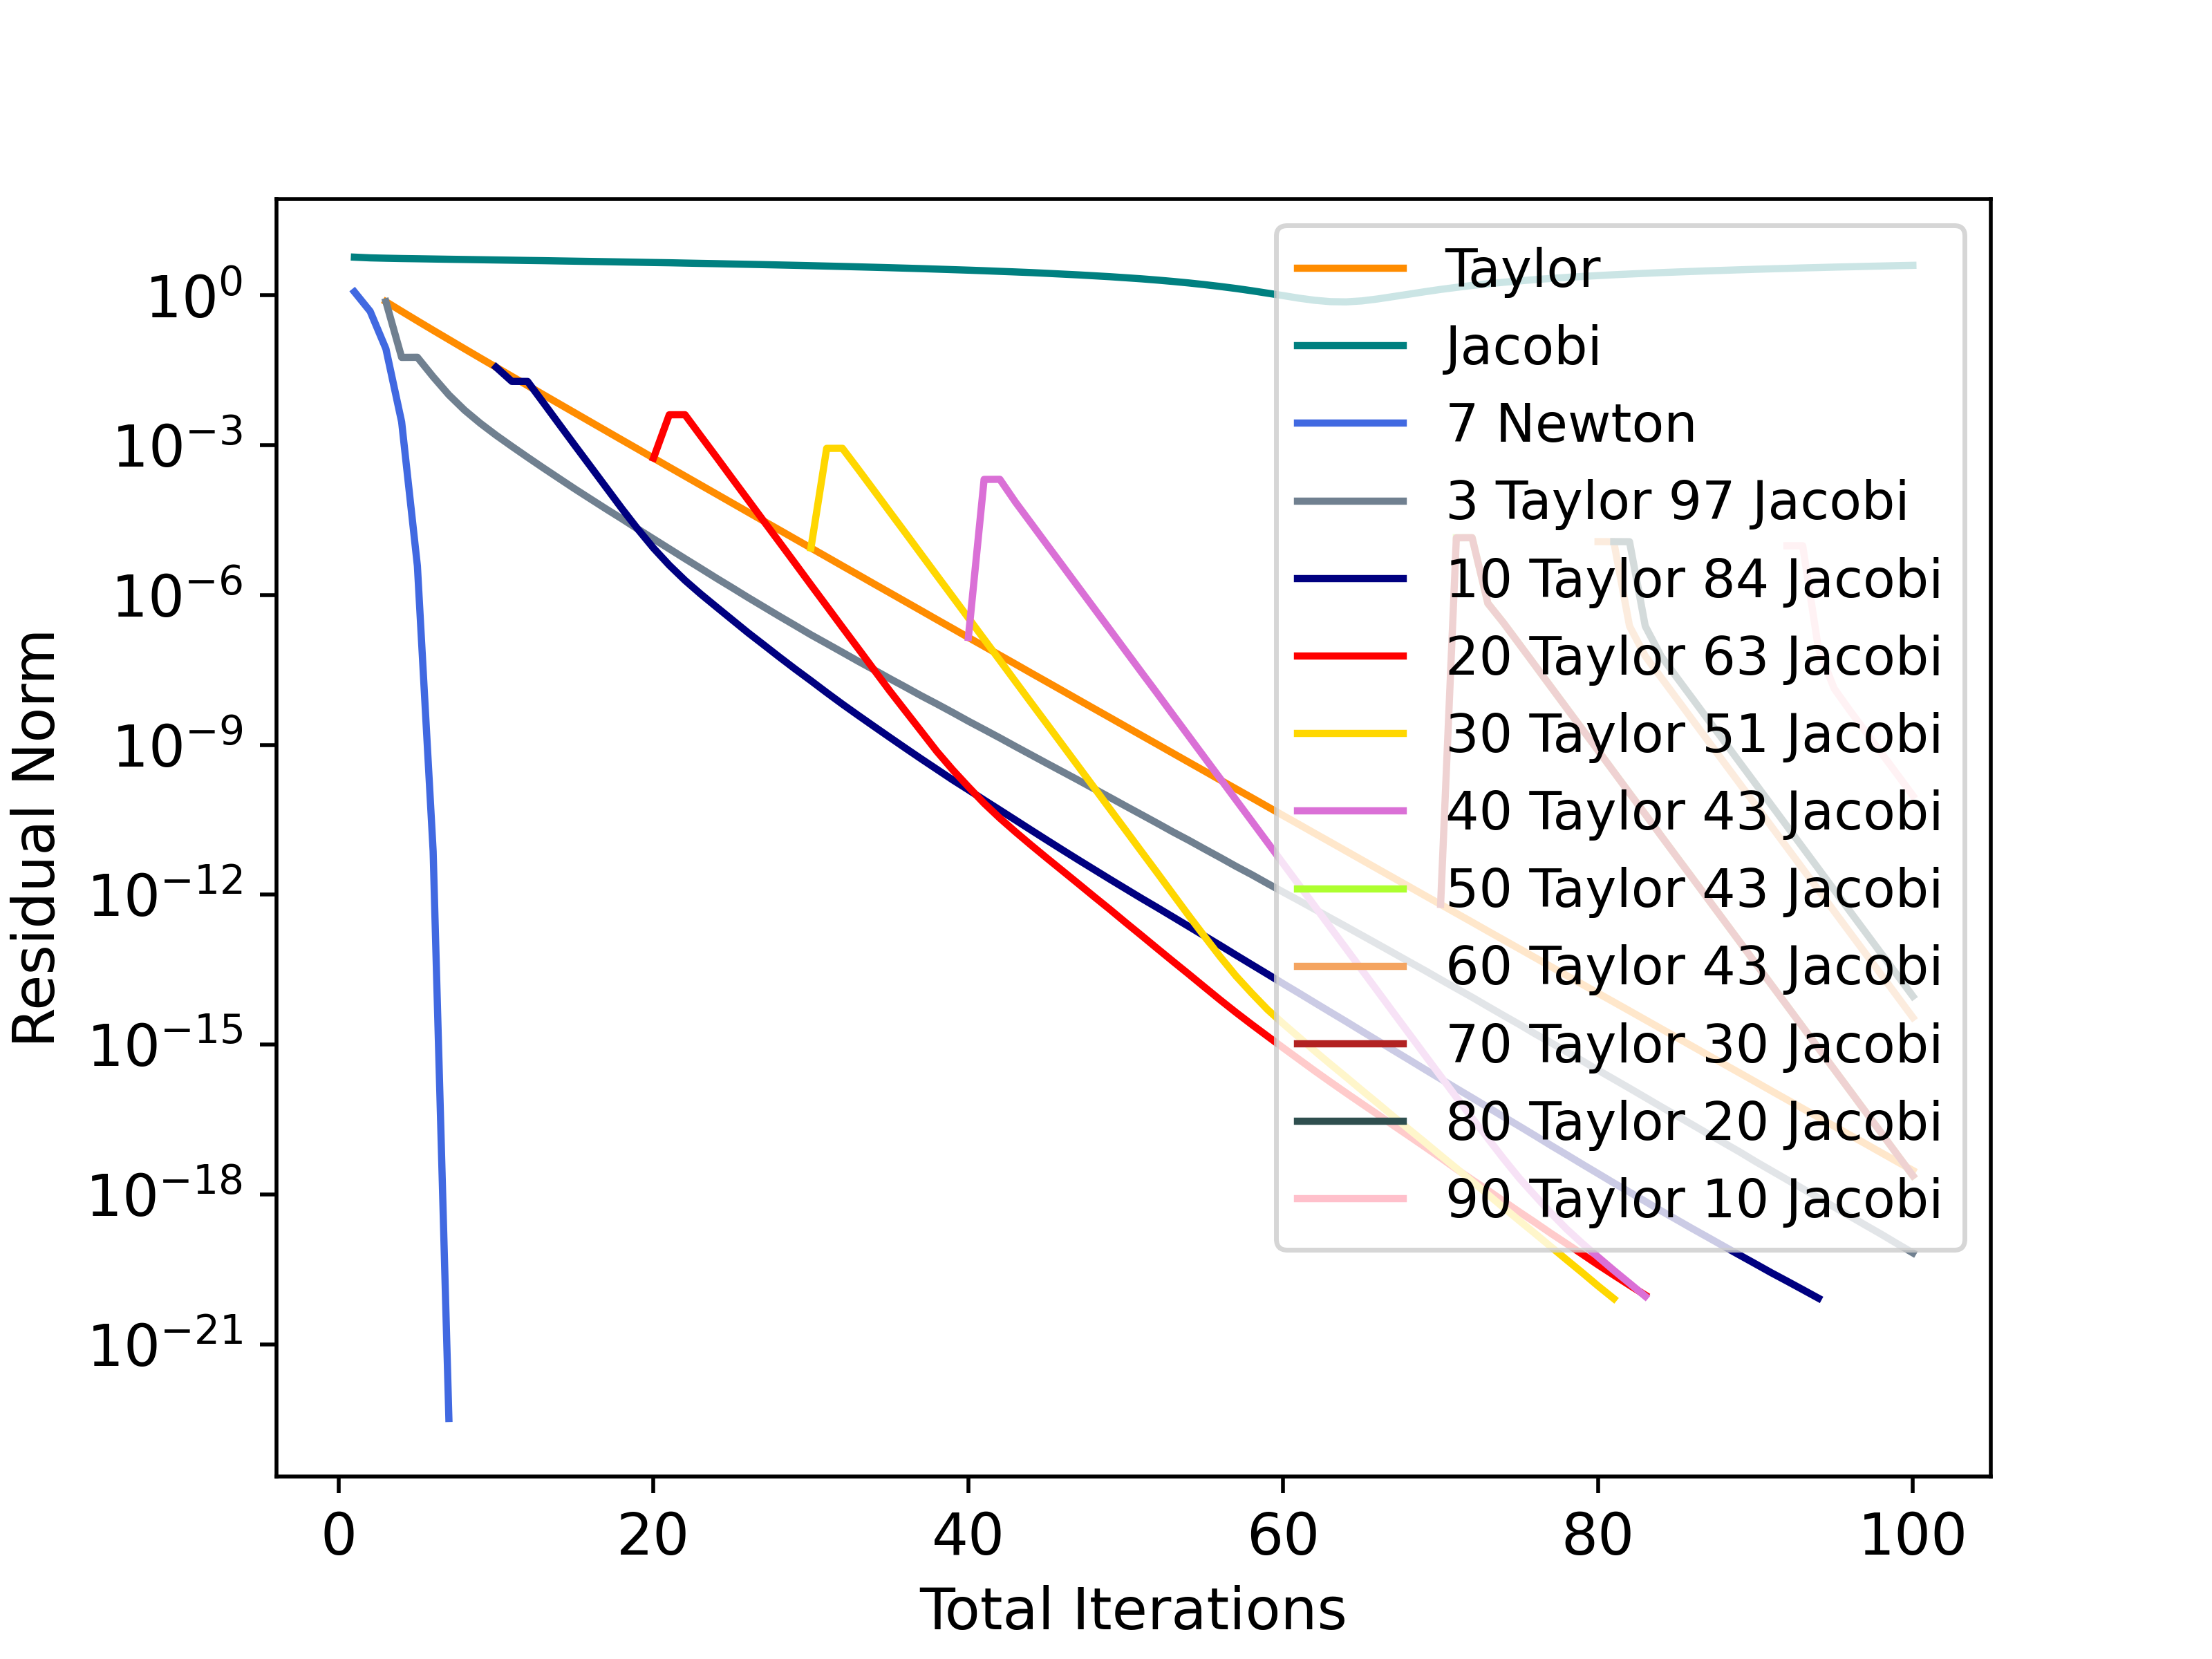 10⁰
10⁻³
10⁻⁶
10⁻⁹
10⁻¹²
10⁻¹⁵
10⁻¹⁸
10⁻²¹
Residual Norm
0 20 40 60 80 100
Total Iterations
Taylor
Jacobi
7 Newton
3 Taylor 97 Jacobi
10 Taylor 84 Jacobi
20 Taylor 63 Jacobi
30 Taylor 51 Jacobi
40 Taylor 43 Jacobi
50 Taylor 43 Jacobi
60 Taylor 43 Jacobi
70 Taylor 30 Jacobi
80 Taylor 20 Jacobi
90 Taylor 10 Jacobi